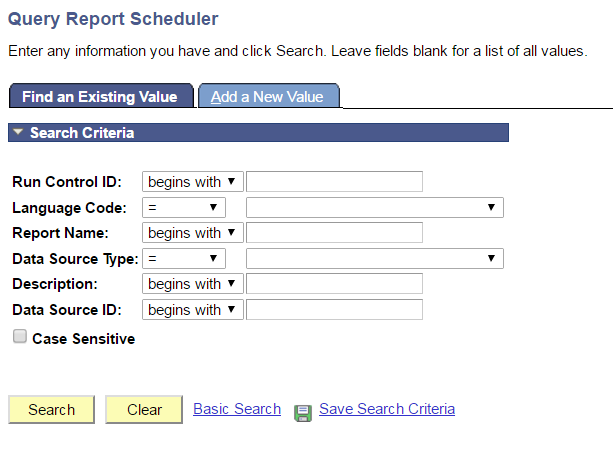 Query Report Scheduler
Enter any information you have and click Search. Leave fields blank for a list of all values.
Find an Existing Value Add a New Value
Search Criteria
Run Control ID: begins with
Language Code: =
Report Name: begins with
Data Source Type: =
Description: begins with
Data Source ID: begins with
Case Sensitive
Search Clear Basic Search Save Search Criteria